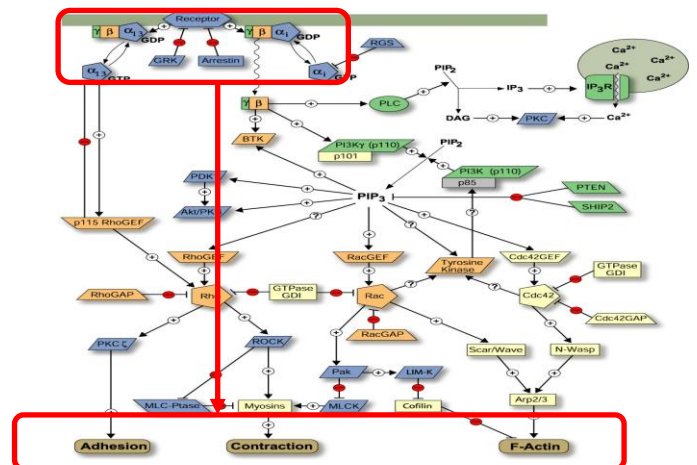 Receptor
γ β α13 GDP
γ β αi GDP
GRK
Arrestin
RGS
α13 GTP
αi
PIP2
IP3
IP3R
Ca2+
Ca2+
Ca2+
Ca2+
Ca2+
γ β
PLC
DAG
PKC
Ca2+
BTK
PI3Kγ (p110)
p101
PIP2
PI3K (p110)
p85
PDK
Akt/PK
PIP3
PTEN
SHIP2
p115 RhoGEF
RhoGEF
RacGEF
Tyrosine
Kinase
Cdc42GEF
GTPase
GDI
RhoGAP
Rh
GTPase
GDI
Rac
Cdc42
Cdc42GAP
RacGAP
PKC ζ
ROCK
Scar/Wave
N-Wasp
Pak
LIM-K
MLC-Ptase
Myosins
MLCK
Cofilin
Arp2/3
Adhesion
Contraction
F-Actin